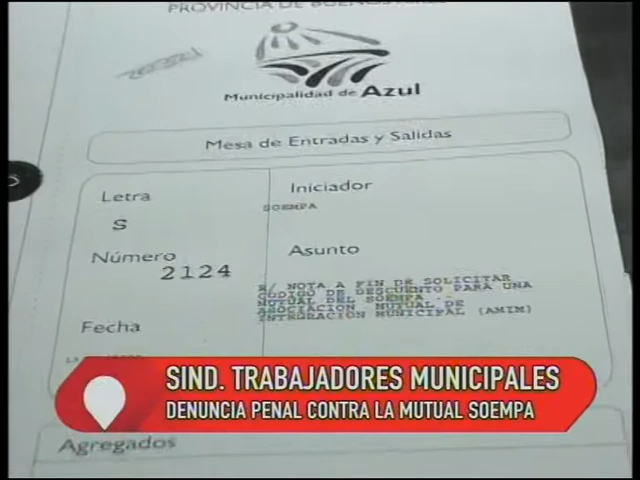 PROVINCIA DE BUENOS AIRES
Municipalidad de Azul
Mesa de Entradas y Salidas
Letra
S
Iniciador
SOEMPA
Número
2124
Asunto
R/ NOTA A FIN DE SOLICITAR
CODIGO DE DESCUENTO PARA UNA
MUTUAL DEL SOEMPA --
ASOCIACION MUTUAL DE
INTEGRACION MUNICIPAL (AMIM)
Fecha
SIND. TRABAJADORES MUNICIPALES
DENUNCIA PENAL CONTRA LA MUTUAL SOEMPA
Agregados